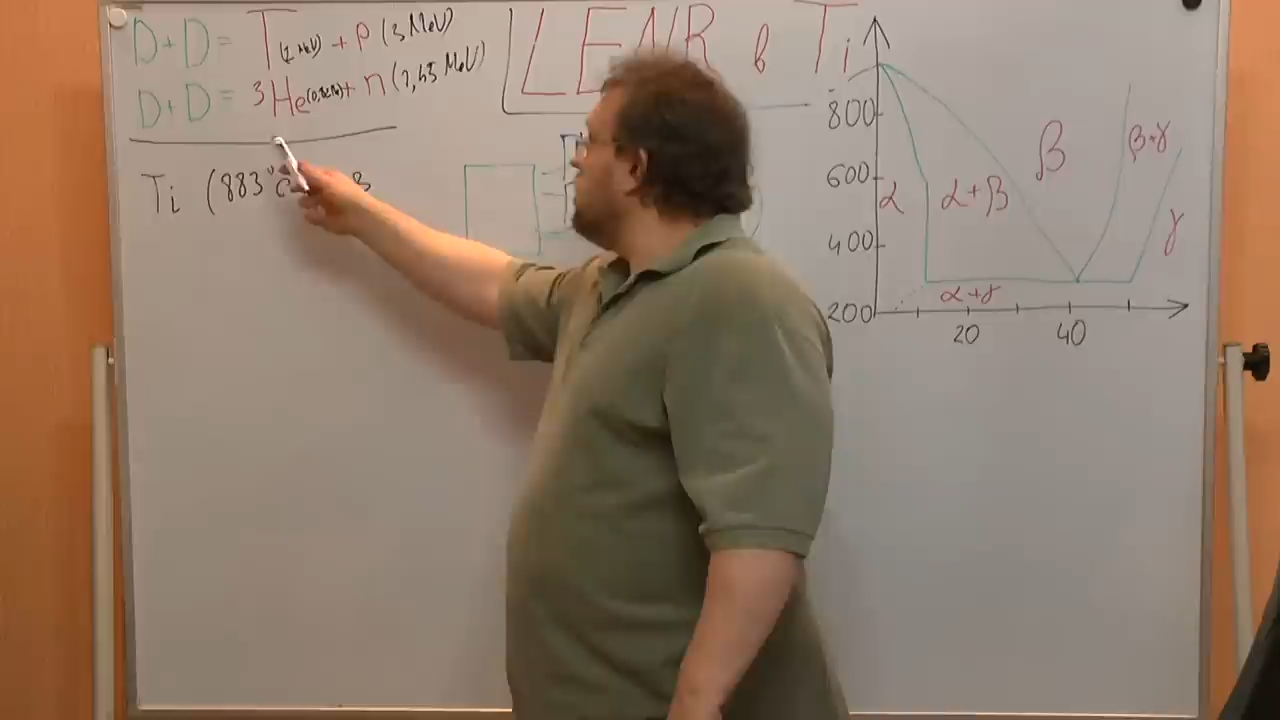 D+D= T(1 MeV) + p (3 MeV)
D+D= ³He + n (2,45 MeV)
LENR в Ti
Ti (883°C
800
600
400
200
20
40
α
α+β
β
β+γ
γ
α+γ